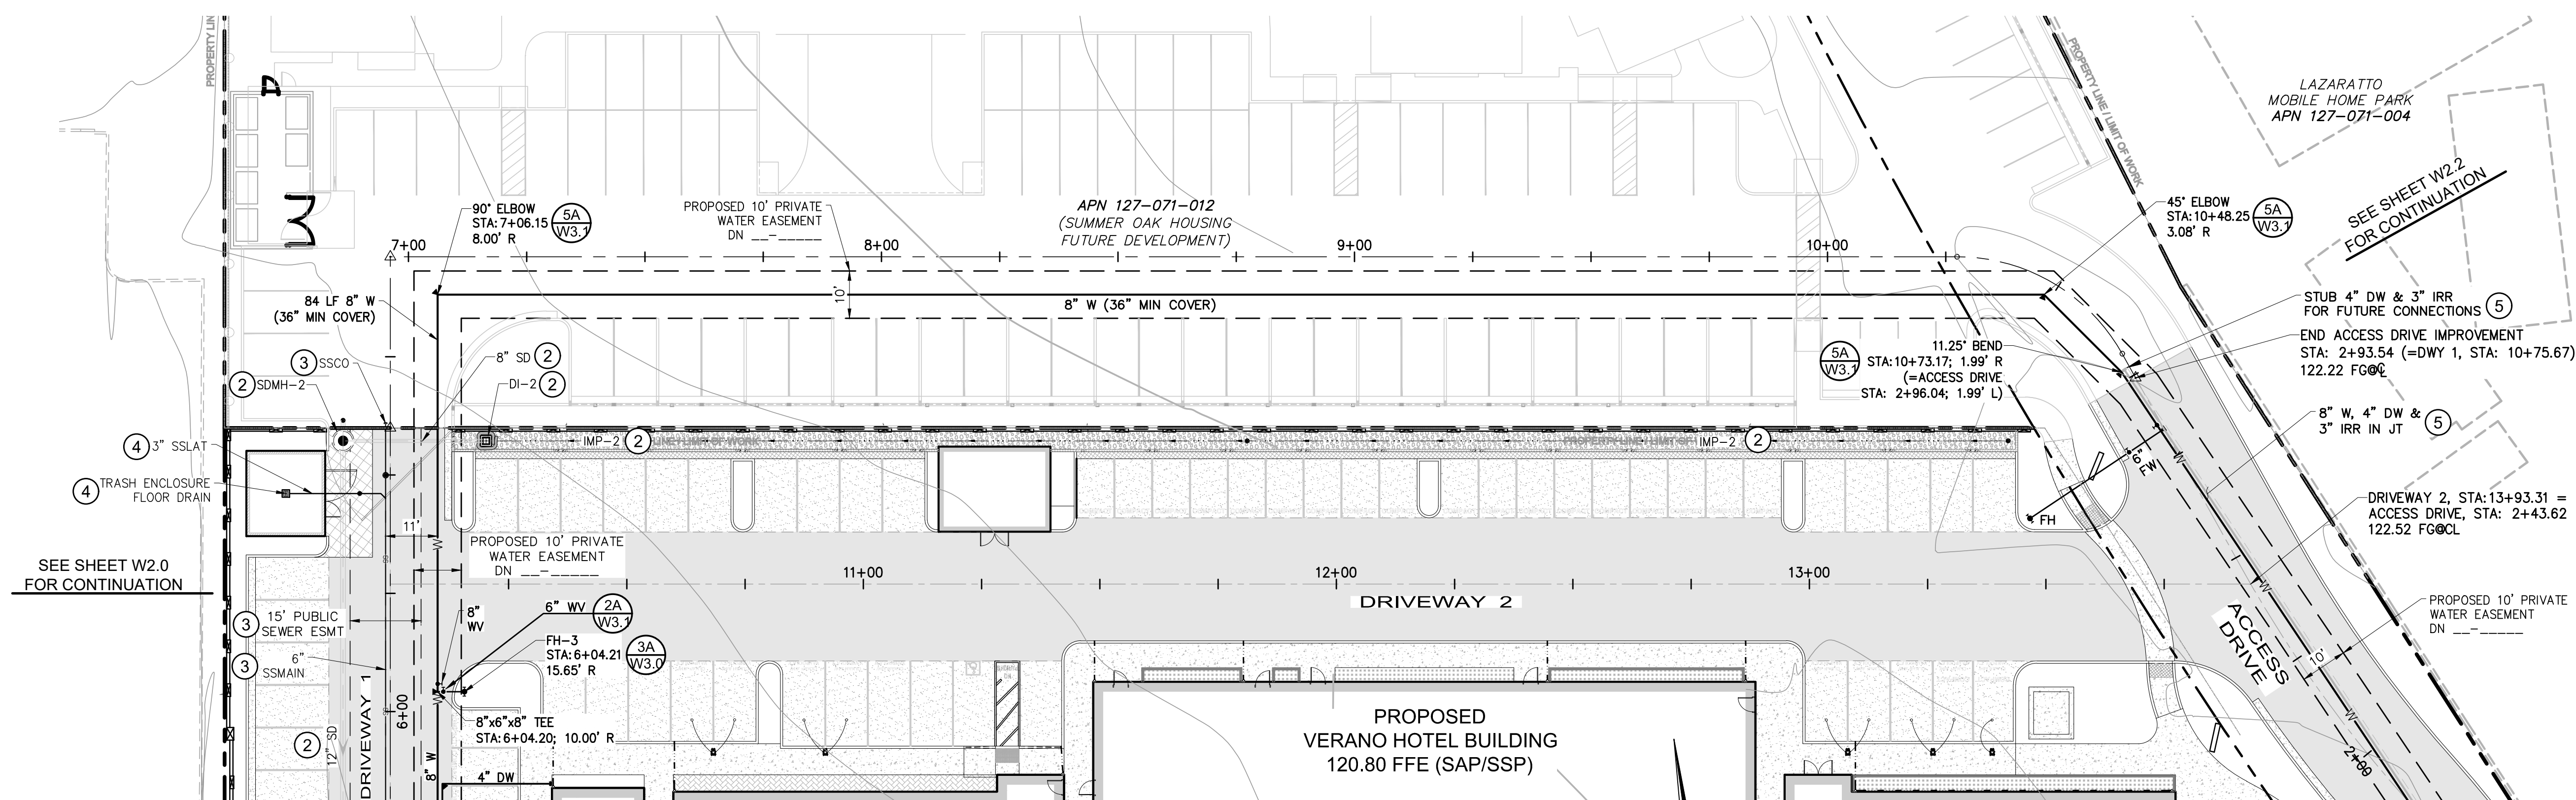 PROPERTY LIN
PROPERTY LINE / LIMIT OF WORK
LAZARATTO
MOBILE HOME PARK
APN 127-071-004
SEE SHEET W2.2
FOR CONTINUATION
90° ELBOW
STA: 7+06.15
8.00' R
5A
W3.1
PROPOSED 10' PRIVATE
WATER EASEMENT
DN __-_____
APN 127-071-012
(SUMMER OAK HOUSING
FUTURE DEVELOPMENT)
45° ELBOW
STA: 10+48.25
3.08' R
5A
W3.1
7+00
8+00
9+00
10+00
84 LF 8" W
(36" MIN COVER)
10'
8" W (36" MIN COVER)
STUB 4" DW & 3" IRR
FOR FUTURE CONNECTIONS 5
END ACCESS DRIVE IMPROVEMENT
STA: 2+93.54 (=DWY 1, STA: 10+75.67)
122.22 FG@CL
3 SSCO
8" SD 2
DI-2 2
2 SDMH-2
5A
W3.1
11.25° BEND
STA:10+73.17; 1.99' R
(=ACCESS DRIVE
STA: 2+96.04; 1.99' L)
8" W, 4" DW &
3" IRR IN JT 5
4 3" SSLAT
IMP-2 2
PROPERTY LINE / LIMIT OF WORK
IMP-2 2
4 TRASH ENCLOSURE
FLOOR DRAIN
6"
FW
FH
DRIVEWAY 2, STA:13+93.31 =
ACCESS DRIVE, STA: 2+43.62
122.52 FG@CL
11'
W
PROPOSED 10' PRIVATE
WATER EASEMENT
DN __-_____
SEE SHEET W2.0
FOR CONTINUATION
11+00
12+00
13+00
DRIVEWAY 2
3 15' PUBLIC
SEWER ESMT
8"
WV
6" WV
2A
W3.1
FH-3
STA: 6+04.21
15.65' R
3A
W3.0
PROPOSED 10' PRIVATE
WATER EASEMENT
DN __-_____
ACCESS
DRIVE
10'
3 6"
SSMAIN
6+00
DRIVEWAY 1
8"x6"x8" TEE
STA: 6+04.20; 10.00' R
2 12" SD
8" W
4" DW
PROPOSED
VERANO HOTEL BUILDING
120.80 FFE (SAP/SSP)
2+00